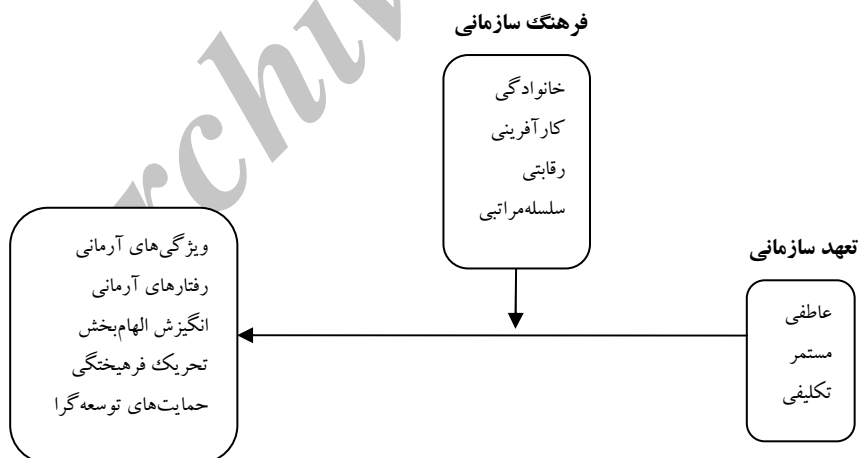 فرهنگ سازمانی
خانوادگی
کارآفرینی
رقابتی
سلسله‌مراتبی
تعهد سازمانی
عاطفی
مستمر
تکلیفی
ویژگی‌های آرمانی
رفتارهای آرمانی
انگیزش الهام‌بخش
تحریک فرهیختگی
حمایت‌های توسعه‌گرا